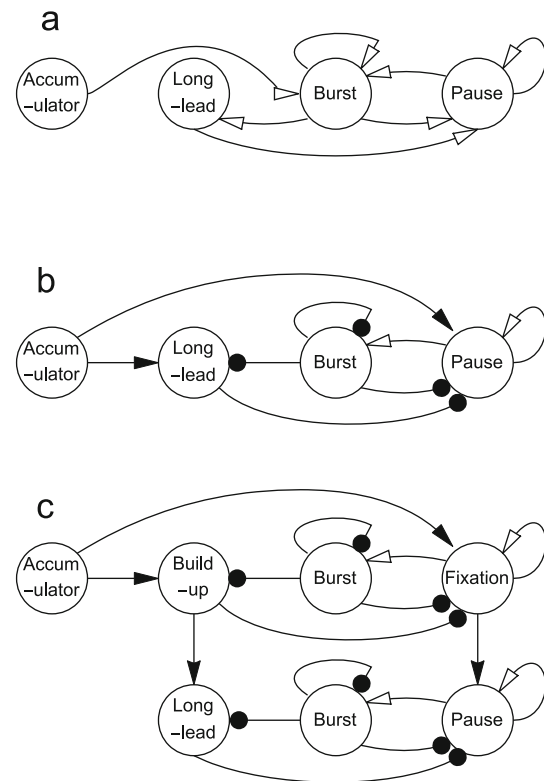 a
Accum
-ulator
Long
-lead
Burst
Pause
b
Accum
-ulator
Long
-lead
Burst
Pause
c
Accum
-ulator
Build
-up
Burst
Fixation
Long
-lead
Burst
Pause